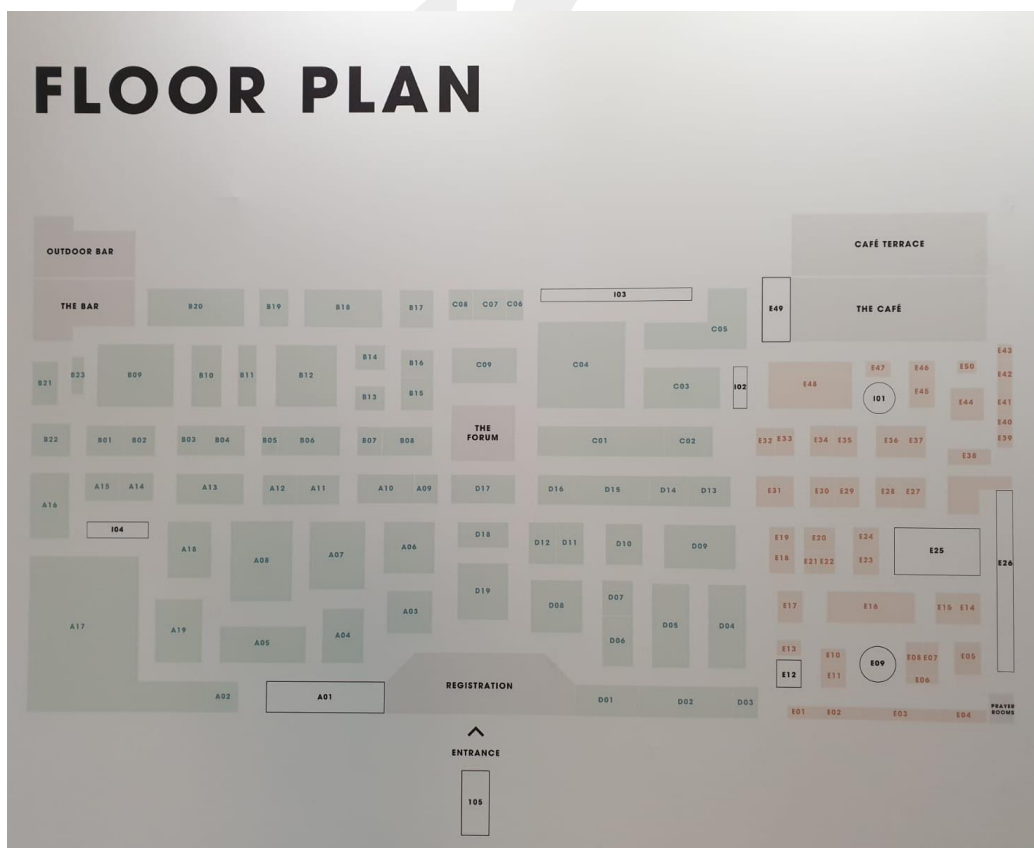 FLOOR PLAN
OUTDOOR BAR
CAFÉ TERRACE
THE BAR
B20
B19
B18
B17
C08
C07
C06
I03
C05
E49
THE CAFÉ
B21
B23
B09
B10
B11
B12
B14
B13
B16
B15
C09
C04
C03
I02
E48
E47
I01
E46
E45
E50
E44
E43
E42
E41
E40
E39
B22
B01
B02
B03
B04
B05
B06
B07
B08
THE
FORUM
C01
C02
E32
E33
E34
E35
E36
E37
E38
A16
A15
A14
A13
A12
A11
A10
A09
D17
D16
D15
D14
D13
E31
E30
E29
E28
E27
I04
A18
A08
A07
A06
D18
D12
D11
D10
D09
E19
E18
E20
E21
E22
E24
E23
E25
E26
A17
A19
A05
A04
A03
D19
D08
D07
D06
D05
D04
E17
E16
E15
E14
E13
E12
E10
E11
E09
E08
E07
E06
E05
A02
A01
REGISTRATION
D01
D02
D03
E01
E02
E03
E04
PRAYER
ROOMS
ENTRANCE
105